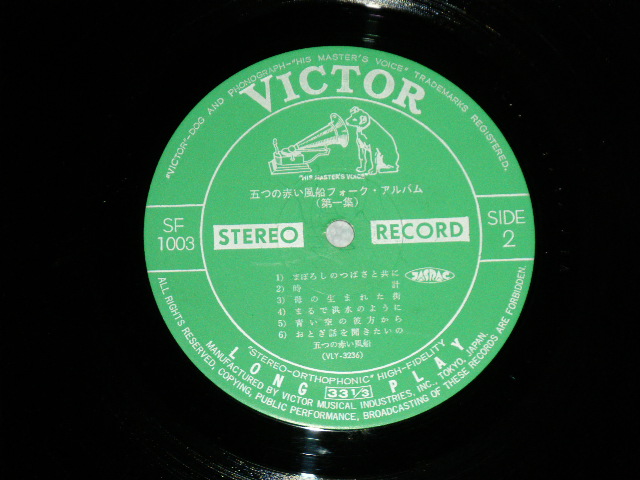 "VICTOR"-DOG AND PHONOGRAPH-"HIS MASTER'S VOICE" TRADEMARKS REGISTERED.
VICTOR
"HIS MASTER'S VOICE"
五つの赤い風船フォーク・アルバム
(第一集)
SF
1003
STEREO
RECORD
SIDE
2
1) まぼろしのつばさと共に
JASRAC
2) 時計
3) 母の生まれた街
4) まるで洪水のように
5) 青い空の彼方から
6) おとぎ話を聞きたいの
五つの赤い風船
(VLY-3236)
"STEREO-ORTHOPHONIC" HIGH-FIDELITY
LONG 33 1/3 PLAY
MANUFACTURED BY VICTOR MUSICAL INDUSTRIES, INC., TOKYO, JAPAN.
ALL RIGHTS RESERVED, COPYING, PUBLIC PERFORMANCE, BROADCASTING OF THESE RECORDS ARE FORBIDDEN.